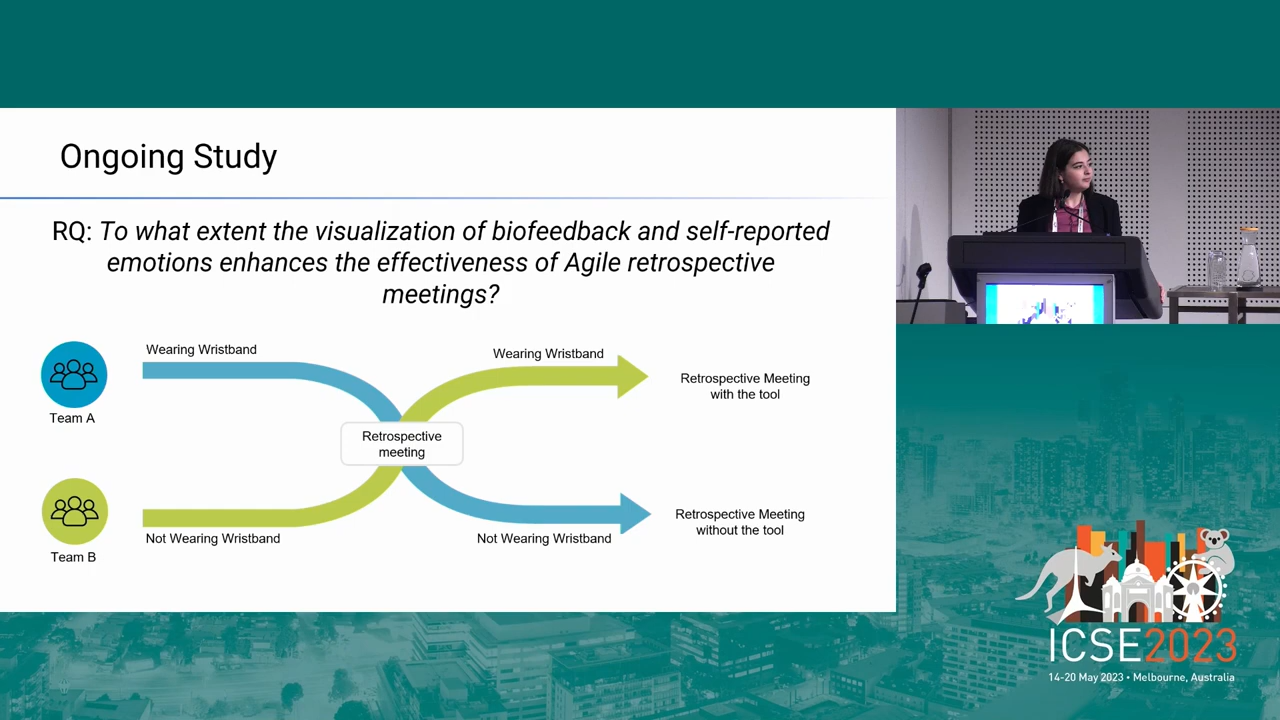 Ongoing Study
RQ: To what extent the visualization of biofeedback and self-reported
emotions enhances the effectiveness of Agile retrospective
meetings?
Wearing Wristband
Wearing Wristband
Retrospective Meeting
with the tool
Team A
Retrospective
meeting
Not Wearing Wristband
Not Wearing Wristband
Retrospective Meeting
without the tool
Team B
ICSE2023
14-20 May 2023 • Melbourne, Australia